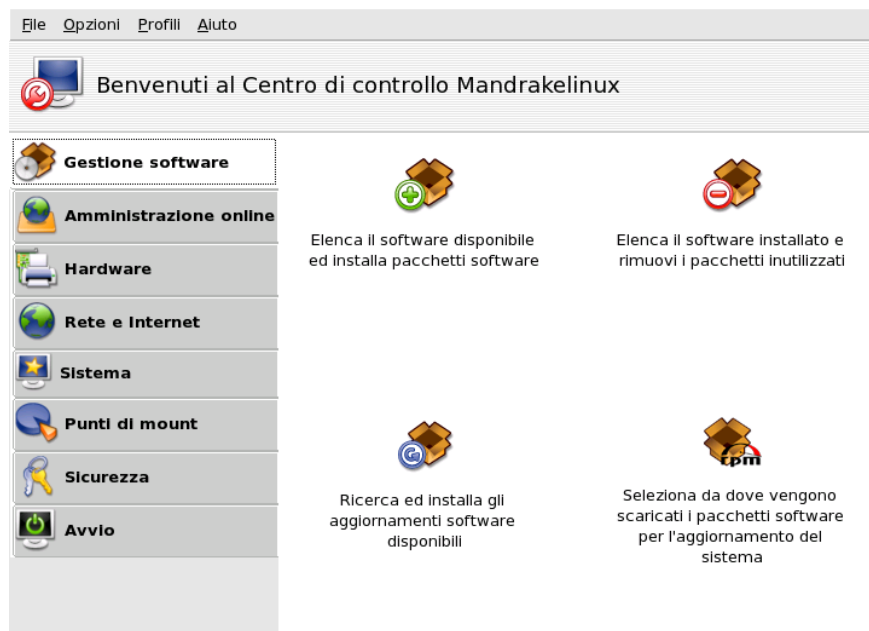 File Opzioni Profili Aiuto
Benvenuti al Centro di controllo Mandrakelinux
Gestione software
Amministrazione online
Hardware
Rete e Internet
Sistema
Punti di mount
Sicurezza
Avvio
Elenca il software disponibile
ed installa pacchetti software
Elenca il software installato e
rimuovi i pacchetti inutilizzati
Ricerca ed installa gli
aggiornamenti software
disponibili
rpm
Seleziona da dove vengono
scaricati i pacchetti software
per l'aggiornamento del
sistema